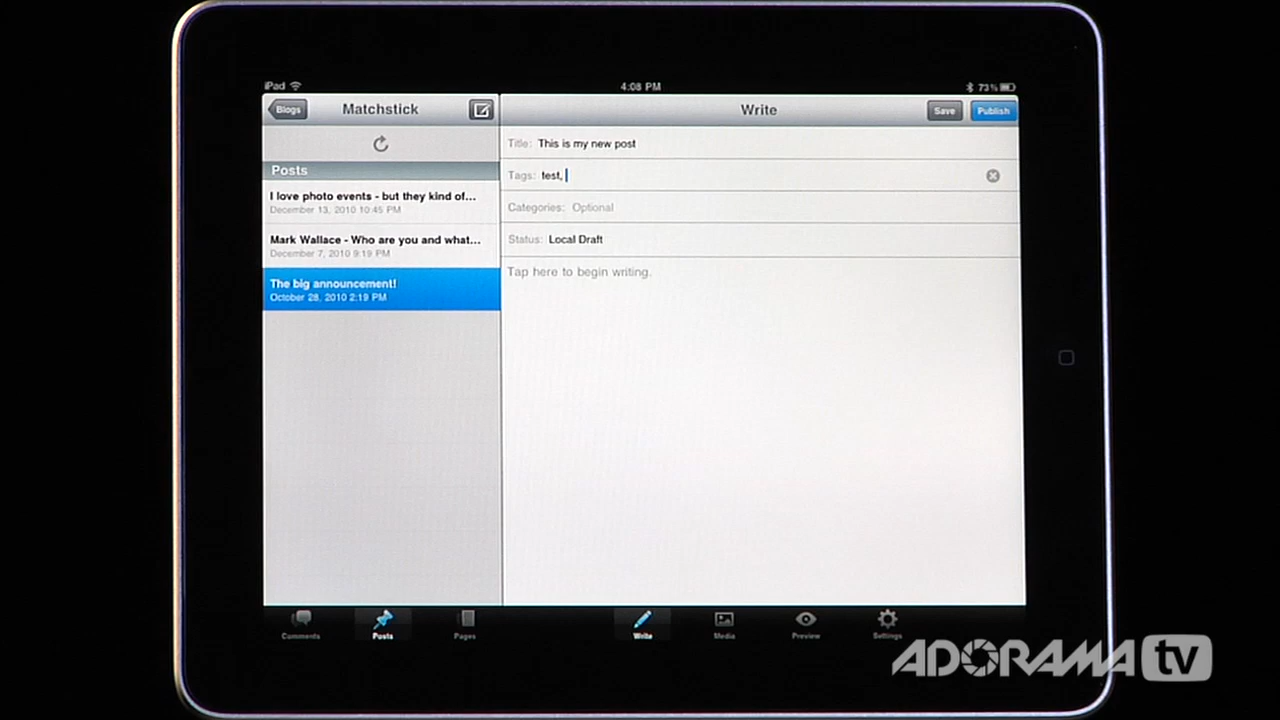 iPad 4:08 PM 73%
Blogs Matchstick
Write Save Publish
Posts
I love photo events - but they kind of...
December 13, 2010 10:45 PM
Mark Wallace - Who are you and what...
December 7, 2010 9:19 PM
The big announcement!
October 28, 2010 2:19 PM
Title: This is my new post
Tags: test,
Categories: Optional
Status: Local Draft
Tap here to begin writing.
Comments Posts Pages Write Media Preview Settings
ADORAMA tv